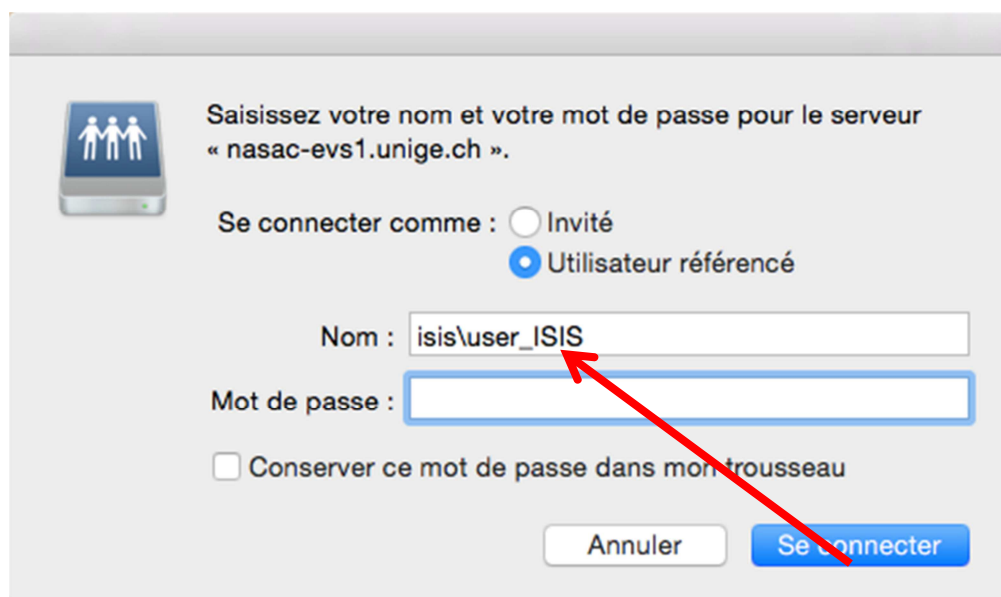 Saisissez votre nom et votre mot de passe pour le serveur
« nasac-evs1.unige.ch ».
Se connecter comme : Invité
Utilisateur référencé
Nom : isis\user_ISIS
Mot de passe :
Conserver ce mot de passe dans mon trousseau
Annuler Se connecter